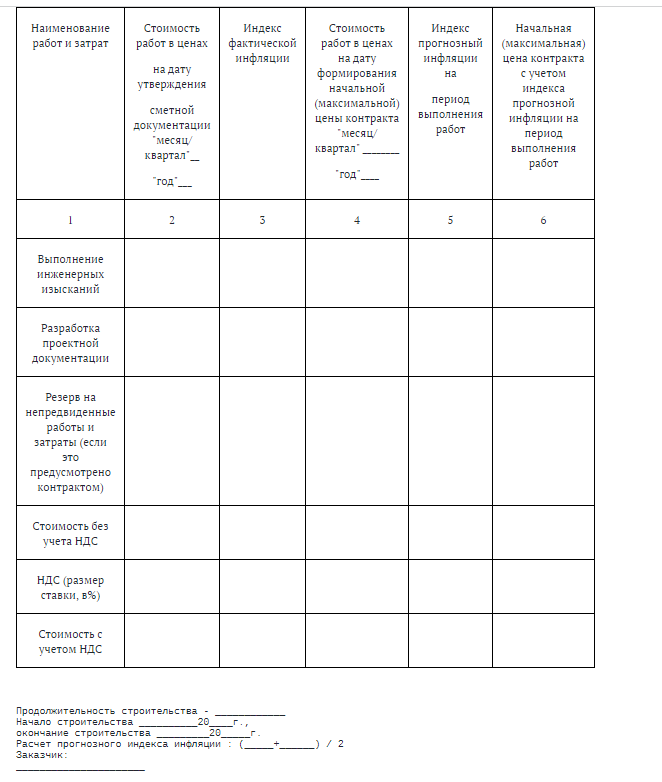 Наименование
работ и затрат
Стоимость
работ в ценах
на дату
утверждения
сметной
документации
"месяц/
квартал"__
"год"___
Индекс
фактической
инфляции
Стоимость
работ в ценах
на дату
формирования
начальной
(максимальной)
цены контракта
"месяц/
квартал" ________
"год"____
Индекс
прогнозный
инфляции
на
период
выполнения
работ
Начальная
(максимальная)
цена контракта
с учетом
индекса
прогнозной
инфляции на
период
выполнения
работ
1
2
3
4
5
6
Выполнение
инженерных
изысканий
Разработка
проектной
документации
Резерв на
непредвиденные
работы и
затраты (если
это
предусмотрено
контрактом)
Стоимость без
учета НДС
НДС (размер
ставки, в%)
Стоимость с
учетом НДС
Продолжительность строительства - ____________
Начало строительства __________20____г.,
окончание строительства _________20_____г.
Расчет прогнозного индекса инфляции : (_____+______) / 2
Заказчик:
______________________